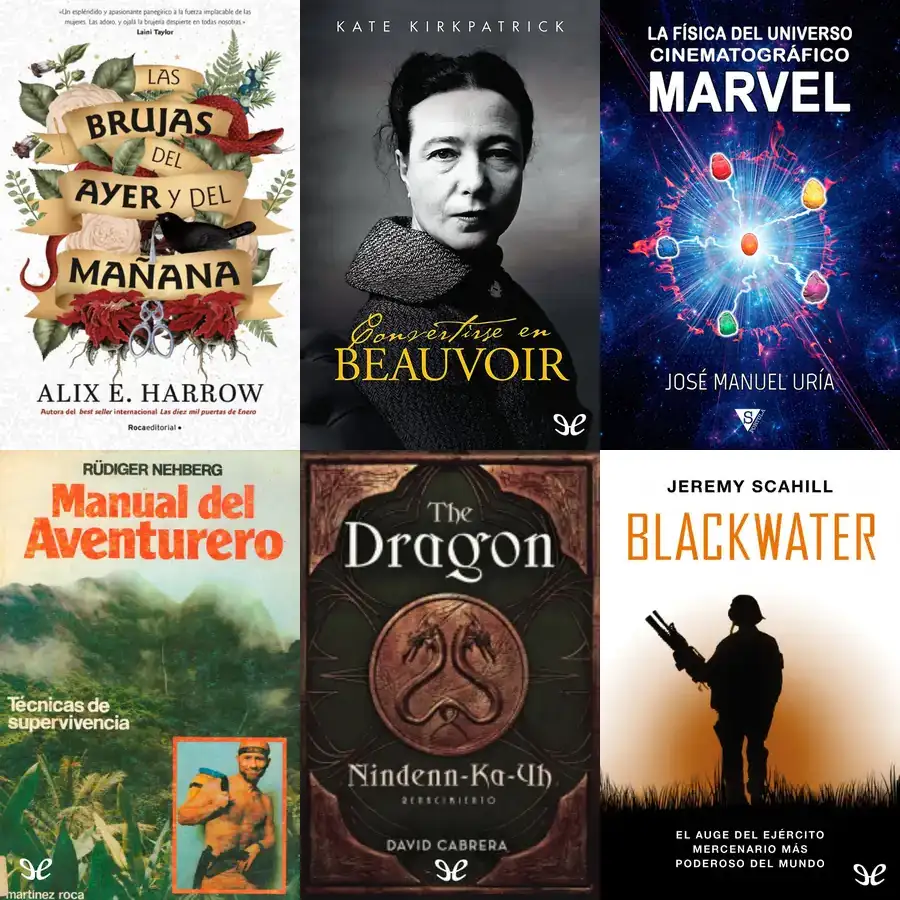 «Un espléndido y apasionante panegírico a la fuerza implacable de las
mujeres. Las adoro, y ojalá la brujería despierte en todas nosotras.»
Laini Taylor
LAS
BRUJAS
DEL
AYER Y DEL
MAÑANA
ALIX E. HARROW
Autora del best seller internacional Las diez mil puertas de Enero
Rocaeditorial
KATE KIRKPATRICK
Convertirse en
BEAUVOIR
LA FÍSICA DEL UNIVERSO
CINEMATOGRÁFICO
MARVEL
JOSÉ MANUEL URÍA
RÜDIGER NEHBERG
Manual del
Aventurero
Técnicas de
supervivencia
martínez roca
The
Dragon
Nindenn-Ka-Yh
RENACIMIENTO
DAVID CABRERA
JEREMY SCAHILL
BLACKWATER
EL AUGE DEL EJÉRCITO
MERCENARIO MÁS
PODEROSO DEL MUNDO